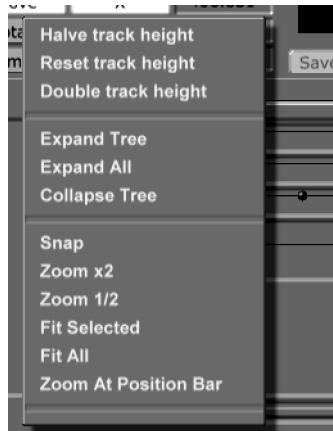 Halve track height
Reset track height
Save
Double track height
Expand Tree
Expand All
Collapse Tree
Snap
Zoom x2
Zoom 1/2
Fit Selected
Fit All
Zoom At Position Bar